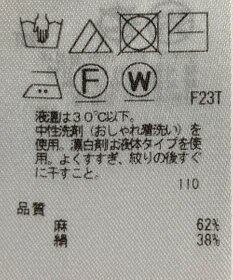 F W
F23T
液温は30℃以下。
中性洗剤(おしゃれ着洗い)を
使用。漂白剤は液体タイプを使
用。よくすすぎ、絞りの後すぐ
に干すこと。
110
品質
麻 62%
絹 38%